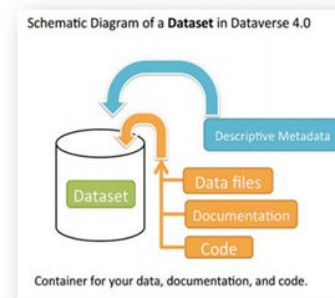 Schematic Diagram of a Dataset in Dataverse 4.0
Descriptive Metadata
Data files
Dataset
Documentation
Code
Container for your data, documentation, and code.